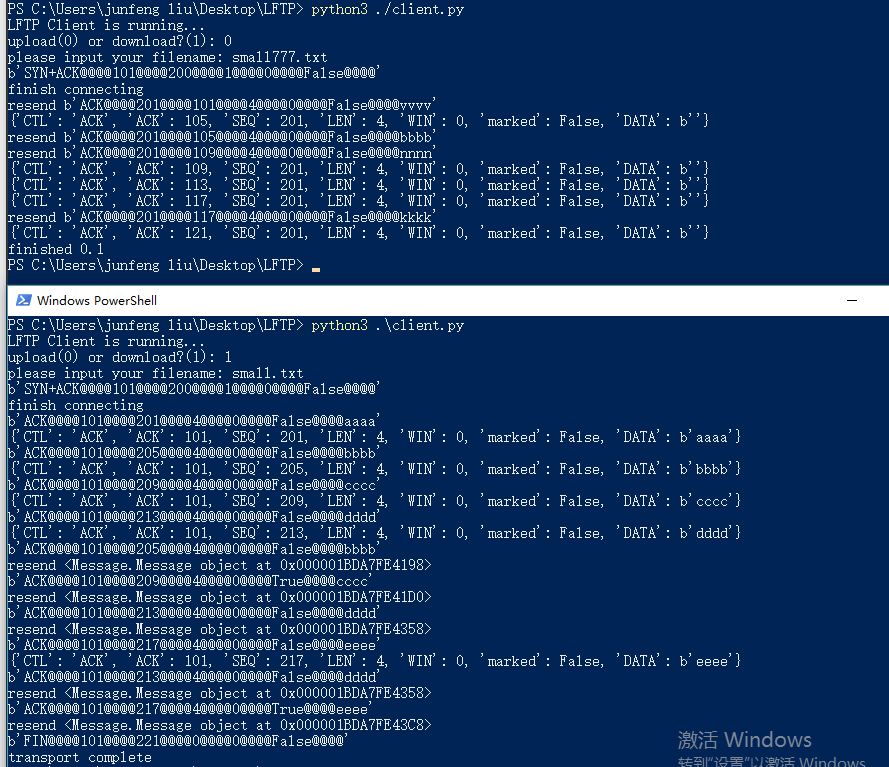 PS C:\Users\junfeng liu\Desktop\LFTP> python3 ./client.py
LFTP Client is running...
upload(0) or download?(1): 0
please input your filename: small777.txt
b'SYN+ACK@@@@101@@@@200@@@@1@@@@0@@@@False@@@@'
finish connecting
resend b'ACK@@@@201@@@@101@@@@4@@@@0@@@@False@@@@vvvv'
{'CTL': 'ACK', 'ACK': 105, 'SEQ': 201, 'LEN': 4, 'WIN': 0, 'marked': False, 'DATA': b''}
resend b'ACK@@@@201@@@@105@@@@4@@@@0@@@@False@@@@bbbb'
resend b'ACK@@@@201@@@@109@@@@4@@@@0@@@@False@@@@nnnn'
{'CTL': 'ACK', 'ACK': 109, 'SEQ': 201, 'LEN': 4, 'WIN': 0, 'marked': False, 'DATA': b''}
{'CTL': 'ACK', 'ACK': 113, 'SEQ': 201, 'LEN': 4, 'WIN': 0, 'marked': False, 'DATA': b''}
{'CTL': 'ACK', 'ACK': 117, 'SEQ': 201, 'LEN': 4, 'WIN': 0, 'marked': False, 'DATA': b''}
resend b'ACK@@@@201@@@@117@@@@4@@@@0@@@@False@@@@kkkk'
{'CTL': 'ACK', 'ACK': 121, 'SEQ': 201, 'LEN': 4, 'WIN': 0, 'marked': False, 'DATA': b''}
finished 0.1
PS C:\Users\junfeng liu\Desktop\LFTP>
Windows PowerShell
PS C:\Users\junfeng liu\Desktop\LFTP> python3 .\client.py
LFTP Client is running...
upload(0) or download?(1): 1
please input your filename: small.txt
b'SYN+ACK@@@@101@@@@200@@@@1@@@@0@@@@False@@@@'
finish connecting
b'ACK@@@@101@@@@201@@@@4@@@@0@@@@False@@@@aaaa'
{'CTL': 'ACK', 'ACK': 101, 'SEQ': 201, 'LEN': 4, 'WIN': 0, 'marked': False, 'DATA': b'aaaa'}
b'ACK@@@@101@@@@205@@@@4@@@@0@@@@False@@@@bbbb'
{'CTL': 'ACK', 'ACK': 101, 'SEQ': 205, 'LEN': 4, 'WIN': 0, 'marked': False, 'DATA': b'bbbb'}
b'ACK@@@@101@@@@209@@@@4@@@@0@@@@False@@@@cccc'
{'CTL': 'ACK', 'ACK': 101, 'SEQ': 209, 'LEN': 4, 'WIN': 0, 'marked': False, 'DATA': b'cccc'}
b'ACK@@@@101@@@@213@@@@4@@@@0@@@@False@@@@dddd'
{'CTL': 'ACK', 'ACK': 101, 'SEQ': 213, 'LEN': 4, 'WIN': 0, 'marked': False, 'DATA': b'dddd'}
b'ACK@@@@101@@@@205@@@@4@@@@0@@@@False@@@@bbbb'
resend <Message.Message object at 0x000001BDA7FE4198>
b'ACK@@@@101@@@@209@@@@4@@@@0@@@@True@@@@cccc'
resend <Message.Message object at 0x000001BDA7FE41D0>
b'ACK@@@@101@@@@213@@@@4@@@@0@@@@False@@@@dddd'
resend <Message.Message object at 0x000001BDA7FE4358>
b'ACK@@@@101@@@@217@@@@4@@@@0@@@@False@@@@eeee'
{'CTL': 'ACK', 'ACK': 101, 'SEQ': 217, 'LEN': 4, 'WIN': 0, 'marked': False, 'DATA': b'eeee'}
b'ACK@@@@101@@@@213@@@@4@@@@0@@@@False@@@@dddd'
resend <Message.Message object at 0x000001BDA7FE4358>
b'ACK@@@@101@@@@217@@@@4@@@@0@@@@True@@@@eeee'
resend <Message.Message object at 0x000001BDA7FE43C8>
b'FIN@@@@101@@@@221@@@@0@@@@0@@@@False@@@@'
transport complete
激活 Windows
转到"设置"以激活 Windows